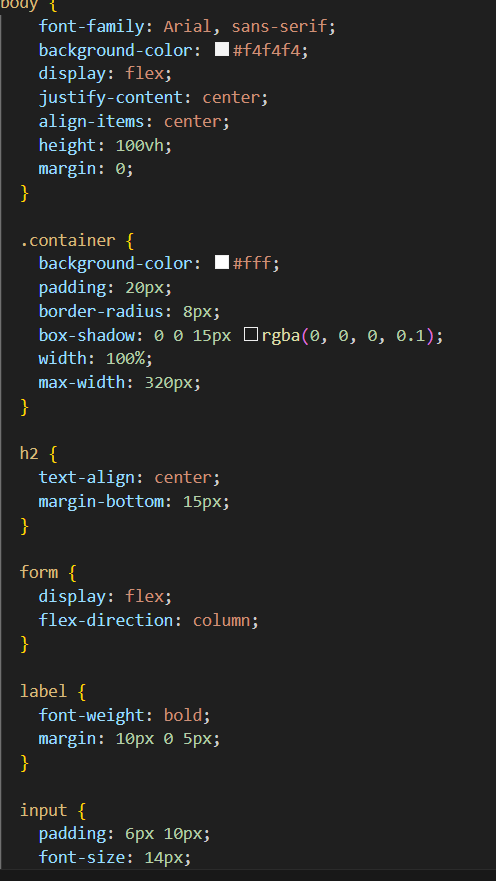 body {
font-family: Arial, sans-serif;
background-color: #f4f4f4;
display: flex;
justify-content: center;
align-items: center;
height: 100vh;
margin: 0;
}
.container {
background-color: #fff;
padding: 20px;
border-radius: 8px;
box-shadow: 0 0 15px rgba(0, 0, 0, 0.1);
width: 100%;
max-width: 320px;
}
h2 {
text-align: center;
margin-bottom: 15px;
}
form {
display: flex;
flex-direction: column;
}
label {
font-weight: bold;
margin: 10px 0 5px;
}
input {
padding: 6px 10px;
font-size: 14px;